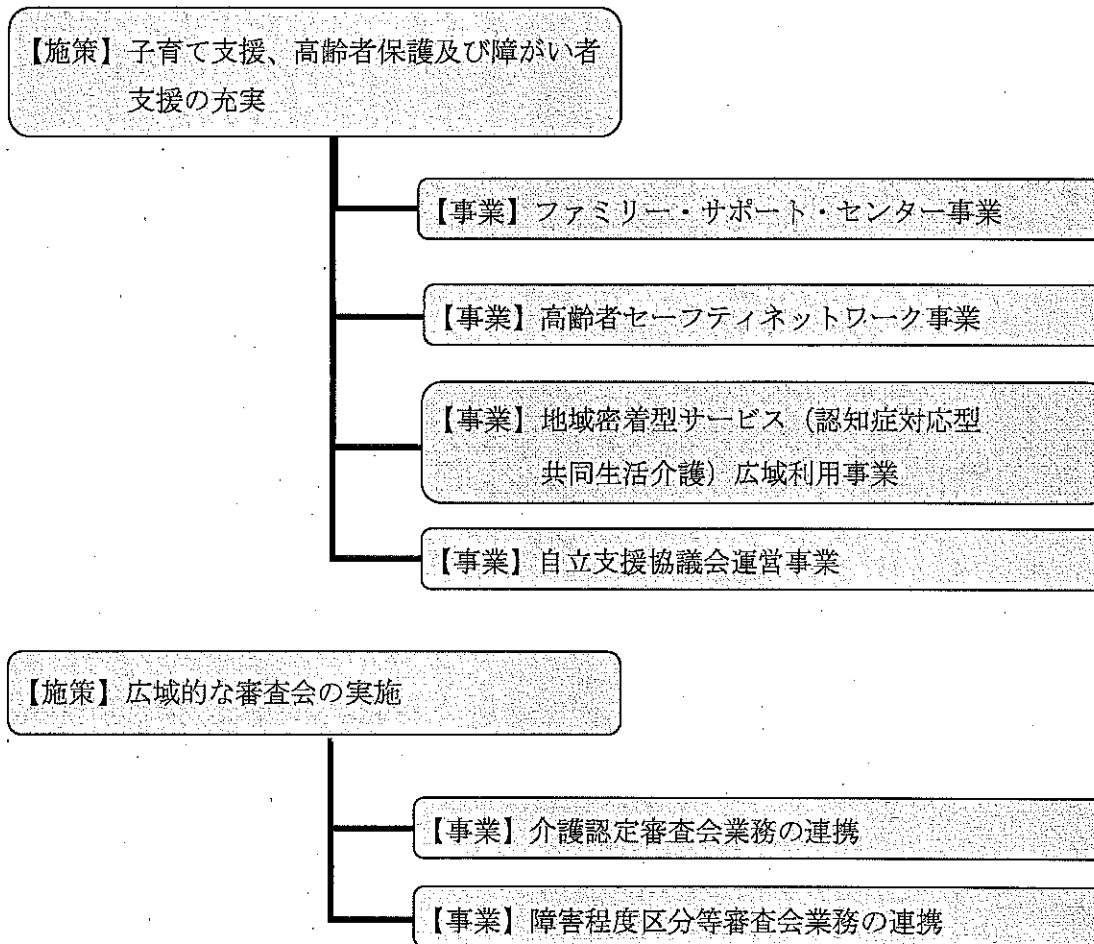 【施策】子育て支援、高齢者保護及び障がい者
支援の充実
【事業】ファミリー・サポート・センター事業
【事業】高齢者セーフティネットワーク事業
【事業】地域密着型サービス（認知症対応型
共同生活介護）広域利用事業
【事業】自立支援協議会運営事業
【施策】広域的な審査会の実施
【事業】介護認定審査会業務の連携
【事業】障害程度区分等審査会業務の連携